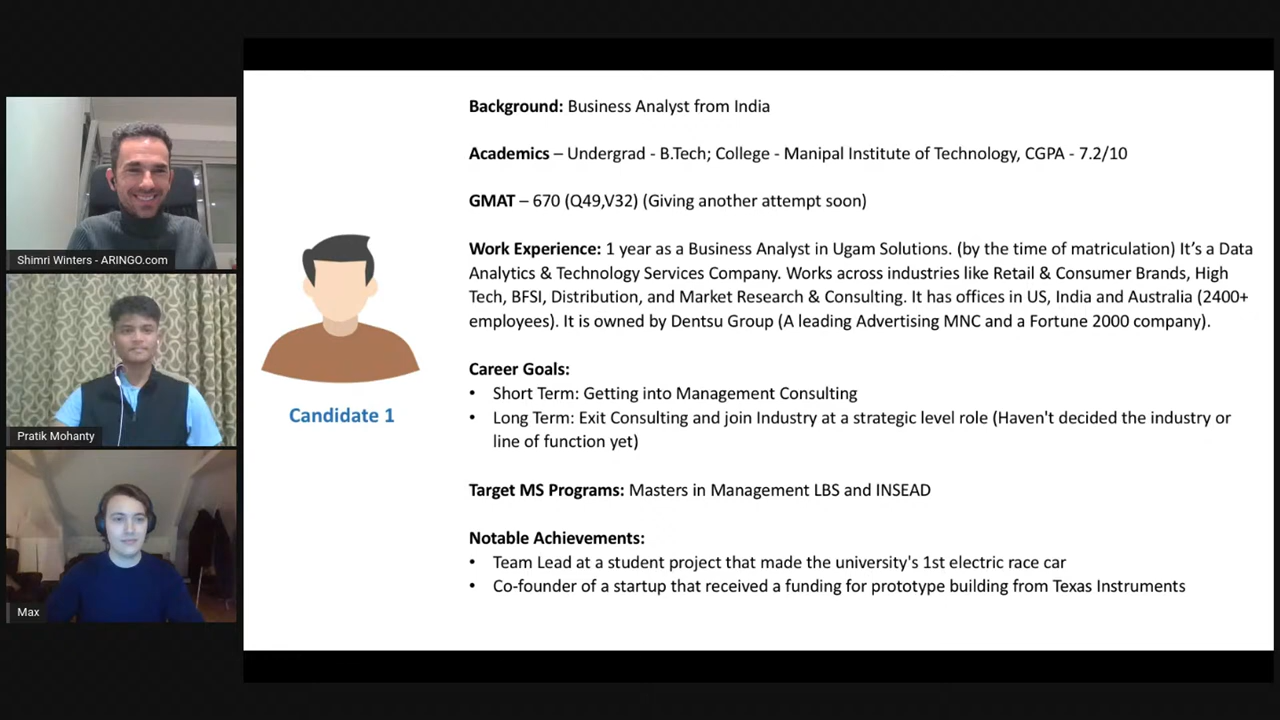 Shimri Winters - ARINGO.com
Pratik Mohanty
Max
Candidate 1
Background: Business Analyst from India
Academics – Undergrad - B.Tech; College - Manipal Institute of Technology, CGPA - 7.2/10
GMAT – 670 (Q49,V32) (Giving another attempt soon)
Work Experience: 1 year as a Business Analyst in Ugam Solutions. (by the time of matriculation) It’s a Data
Analytics & Technology Services Company. Works across industries like Retail & Consumer Brands, High
Tech, BFSI, Distribution, and Market Research & Consulting. It has offices in US, India and Australia (2400+
employees). It is owned by Dentsu Group (A leading Advertising MNC and a Fortune 2000 company).
Career Goals:
• Short Term: Getting into Management Consulting
• Long Term: Exit Consulting and join Industry at a strategic level role (Haven't decided the industry or
line of function yet)
Target MS Programs: Masters in Management LBS and INSEAD
Notable Achievements:
• Team Lead at a student project that made the university's 1st electric race car
• Co-founder of a startup that received a funding for prototype building from Texas Instruments